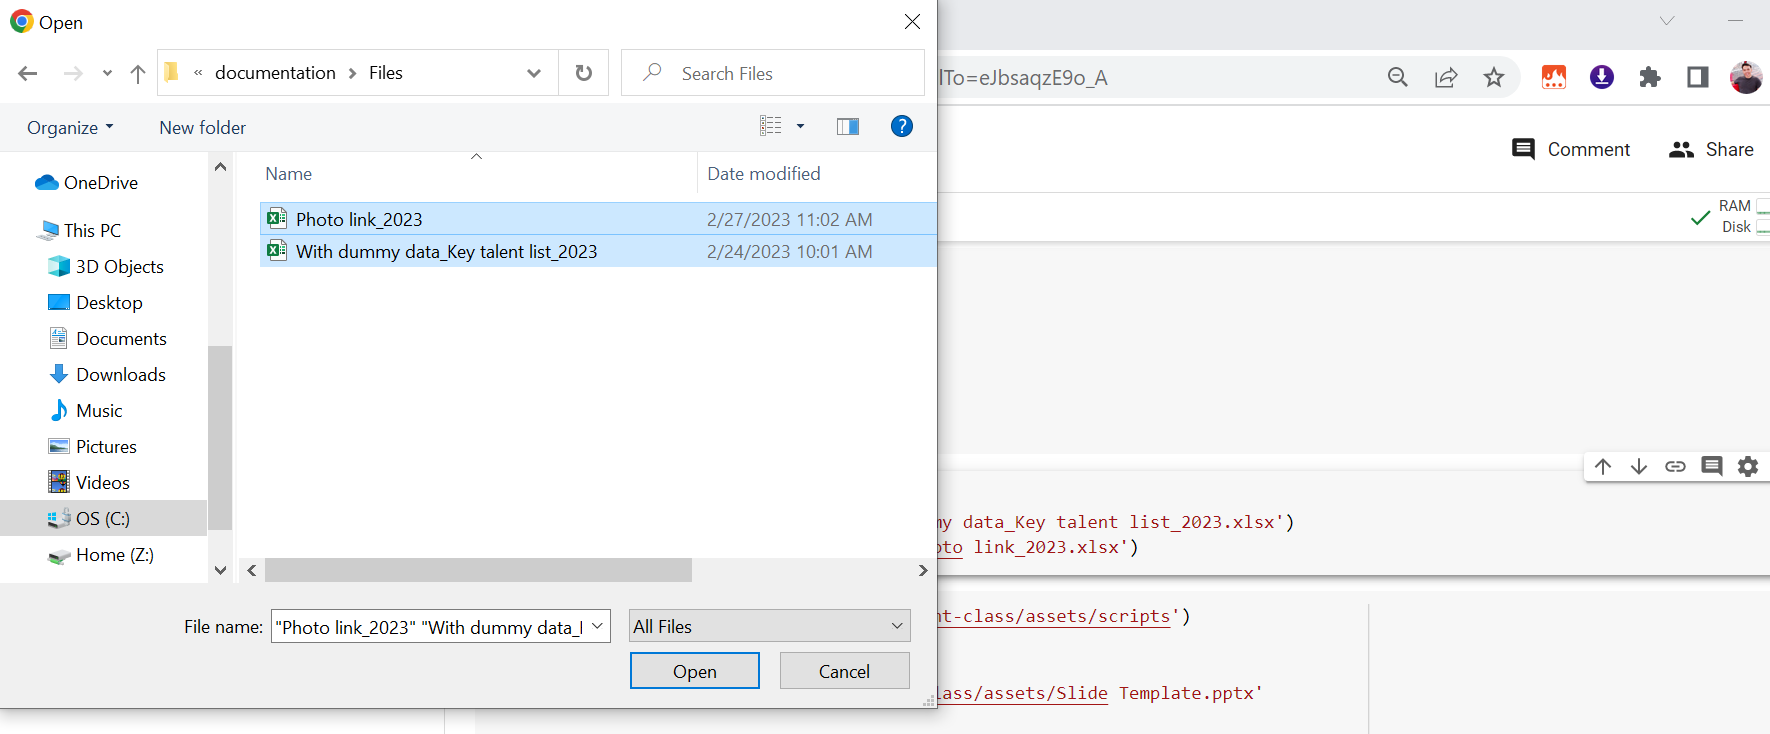 Open
documentation
Files
Search Files
Organize
New folder
Name
Date modified
OneDrive
This PC
3D Objects
Desktop
Documents
Downloads
Music
Pictures
Videos
OS (C:)
Home (Z:)
Photo link_2023 2/27/2023 11:02 AM
With dummy data_Key talent list_2023 2/24/2023 10:01 AM
File name:
"Photo link_2023" "With dummy data_
All Files
Open
Cancel
lTo=eJbsaqzE9o_A
Comment
Share
RAM
Disk
my data_Key talent list_2023.xlsx')
oto link_2023.xlsx')
nt-class/assets/scripts')
lass/assets/Slide Template.pptx'